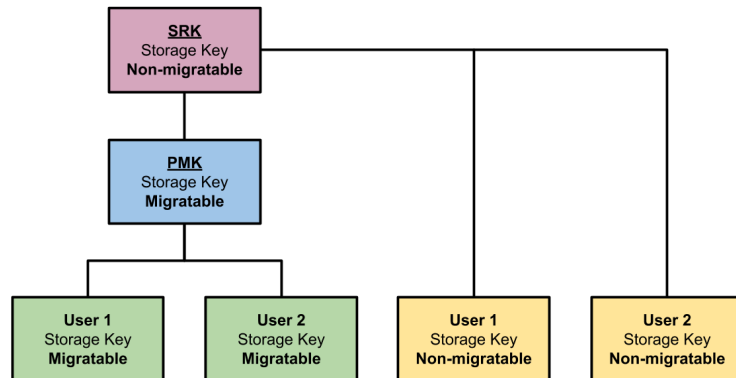 SRK
Storage Key
Non-migratable
PMK
Storage Key
Migratable
User 1
Storage Key
Migratable
User 2
Storage Key
Migratable
User 1
Storage Key
Non-migratable
User 2
Storage Key
Non-migratable